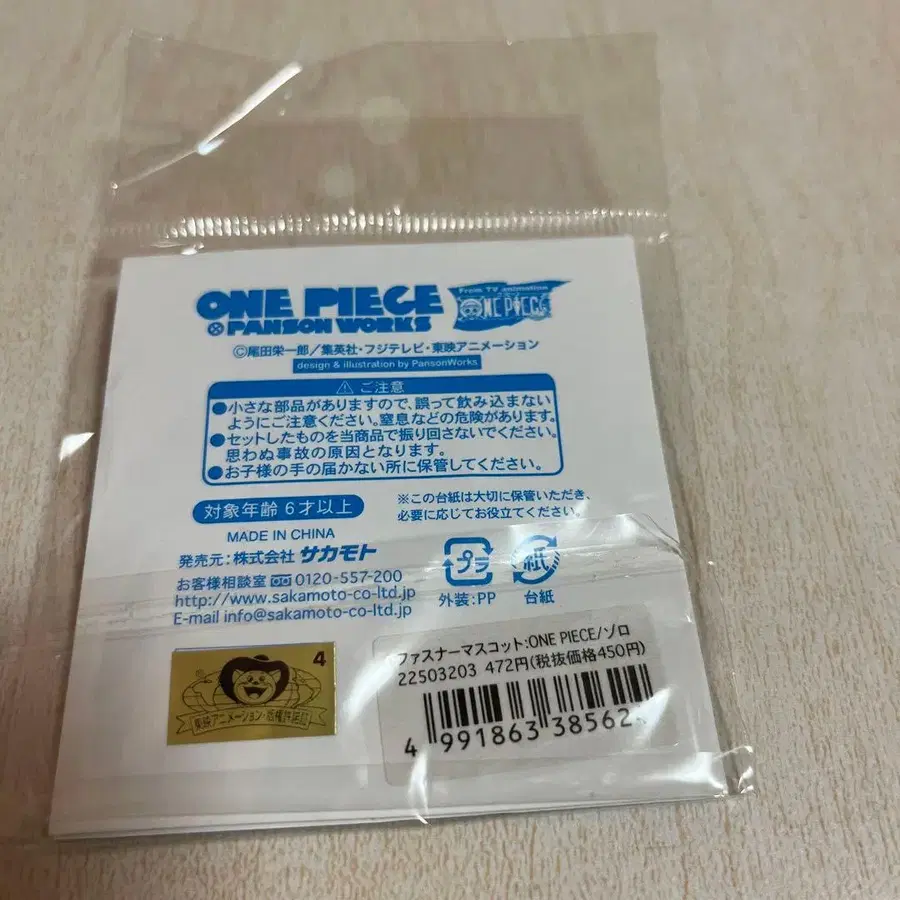 ONE PIECE
PANSON WORKS
From TV animation
ONE PIECE
©尾田栄一郎／集英社・フジテレビ・東映アニメーション
design & illustration by PansonWorks
⚠ ご注意
●小さな部品がありますので、誤って飲み込まない
ようにご注意ください。窒息などの危険があります。
●セットしたものを当商品で振り回さないでください。
思わぬ事故の原因となります。
●お子様の手の届かない所に保管してください。
対象年齢 6才以上
※この台紙は大切に保管いただき、
必要に応じてお役立てください。
MADE IN CHINA
発売元：株式会社 サカモト
お客様相談室 0120-557-200
http://www.sakamoto-co-ltd.jp
E-mail info@sakamoto-co-ltd.jp
プラ
外装：PP
紙
台紙
4
東映アニメーション・版権許諾証
ファスナーマスコット:ONE PIECE/ゾロ
22503203 472円(税抜価格450円)
4 991863 38562